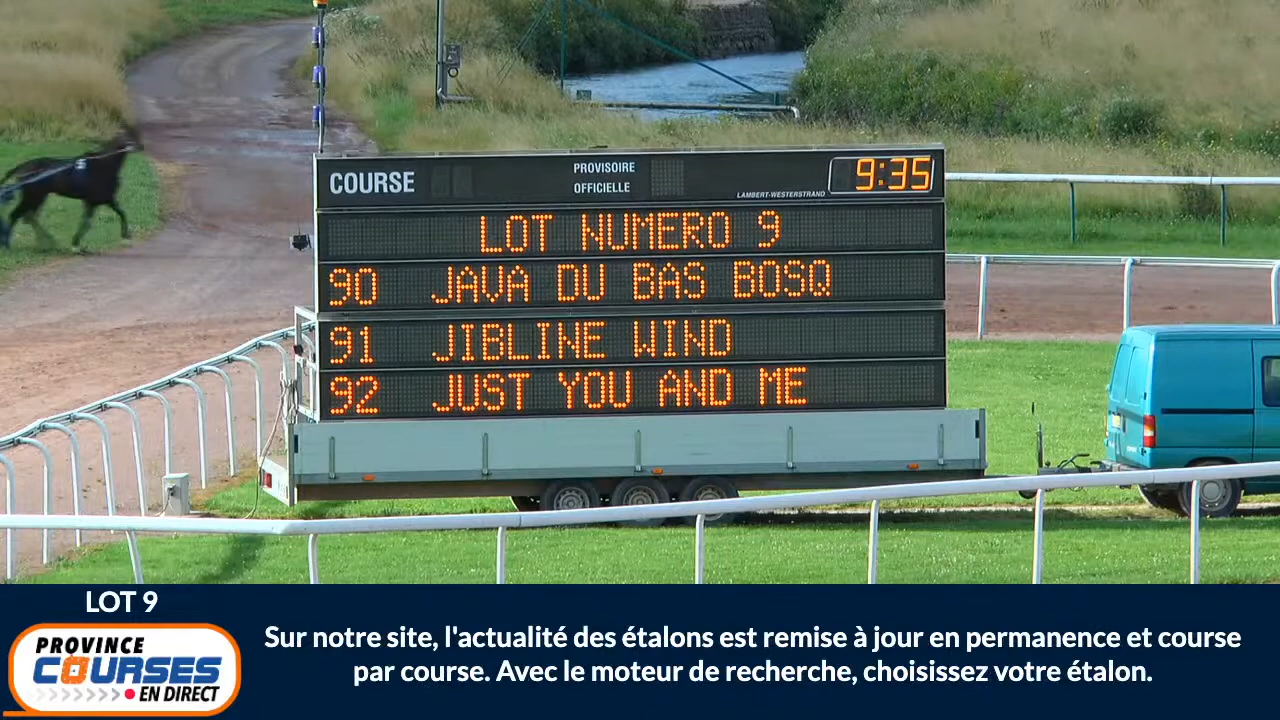 COURSE
PROVISOIRE
OFFICIELLE
LAMBERT-WESTERSTRAND
9:35
LOT NUMERO 9
90 JAVA DU BAS BOSQ
91 JIBLINE WIND
92 JUST YOU AND ME
LOT 9
PROVINCE
COURSES
EN DIRECT
Sur notre site, l'actualité des étalons est remise à jour en permanence et course
par course. Avec le moteur de recherche, choisissez votre étalon.